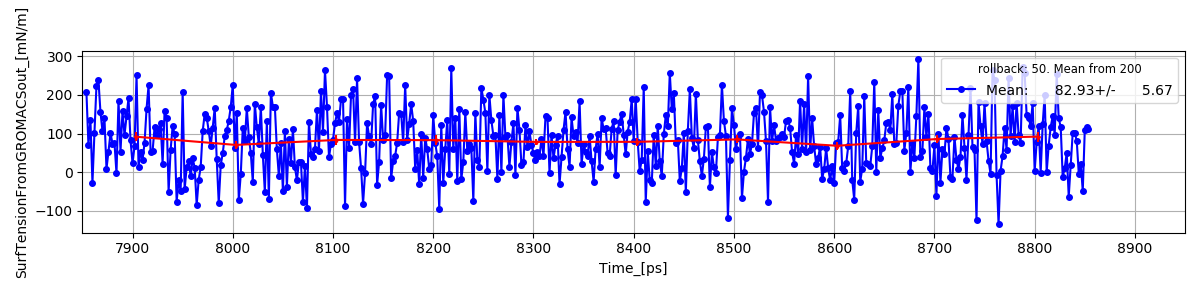 SurfTensionFromGROMACSout_[mN/m]
300
200
100
0
−100
rollback: 50. Mean from 200
Mean: 82.93+/- 5.67
7900 8000 8100 8200 8300 8400 8500 8600 8700 8800 8900
Time_[ps]